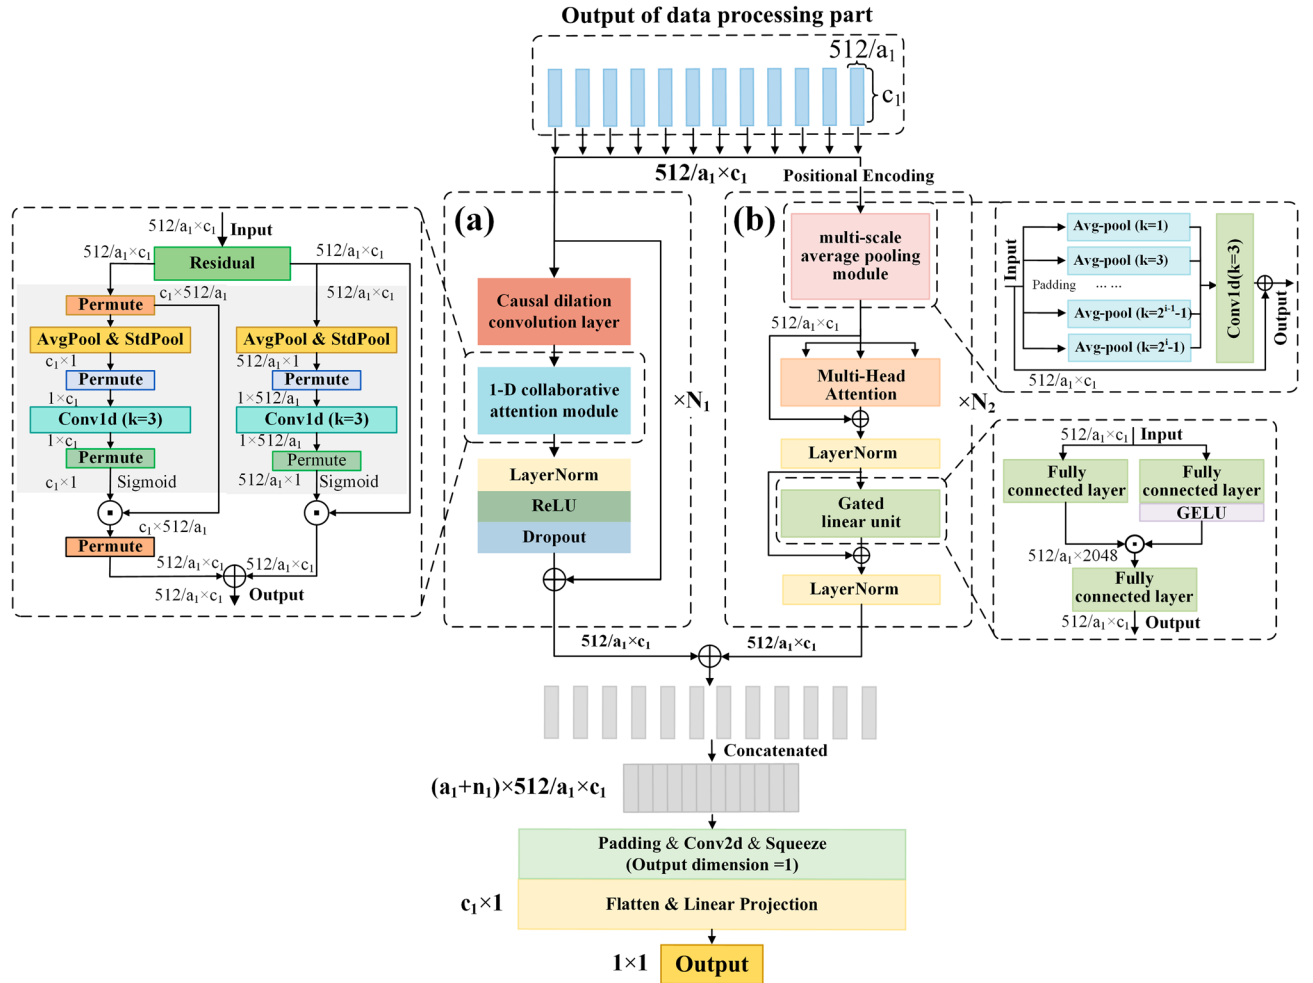 Output of data processing part
512/a₁
c₁
512/a₁×c₁
Positional Encoding
512/a₁×c₁
Input
512/a₁×c₁
512/a₁×c₁
Residual
Permute
c₁×512/a₁
512/a₁×c₁
AvgPool & StdPool
AvgPool & StdPool
c₁×1
512/a₁×1
Permute
Permute
1×c₁
1×512/a₁
Conv1d (k=3)
Conv1d (k=3)
1×c₁
1×512/a₁
Permute
Permute
c₁×1
Sigmoid
512/a₁×1
Sigmoid
c₁×512/a₁
Permute
512/a₁×c₁
512/a₁×c₁
512/a₁×c₁
Output
(a)
Causal dilation
convolution layer
1-D collaborative
attention module
LayerNorm
ReLU
Dropout
×N₁
(b)
multi-scale
average pooling
module
512/a₁×c₁
Multi-Head
Attention
LayerNorm
Gated
linear unit
LayerNorm
×N₂
Input
Padding
Avg-pool (k=1)
Avg-pool (k=3)
... ...
Avg-pool (k=2ⁱ⁻¹-1)
Avg-pool (k=2ⁱ-1)
Conv1d(k=3)
Output
512/a₁×c₁
512/a₁×c₁
Input
Fully
connected layer
Fully
connected layer
GELU
512/a₁×2048
Fully
connected layer
512/a₁×c₁
Output
512/a₁×c₁
512/a₁×c₁
Concatenated
(a₁+n₁)×512/a₁×c₁
Padding & Conv2d & Squeeze
(Output dimension =1)
c₁×1
Flatten & Linear Projection
1×1
Output